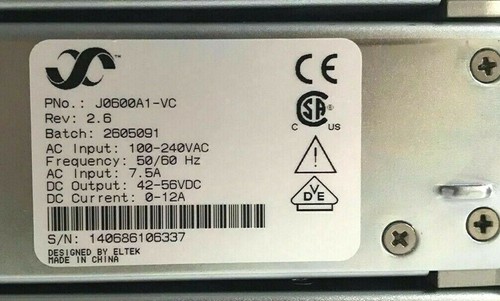 PNo.: J0600A1-VC
Rev: 2.6
Batch: 2605091
AC Input: 100-240VAC
Frequency: 50/60 Hz
AC Input: 7.5A
DC Output: 42-56VDC
DC Current: 0-12A
S/N: 140686106337
DESIGNED BY ELTEK
MADE IN CHINA
CE
CSA
C US
VDE